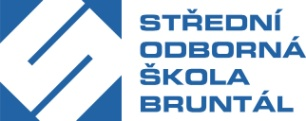 STŘEDNÍ
ODBORNÁ
ŠKOLA
BRUNTÁL